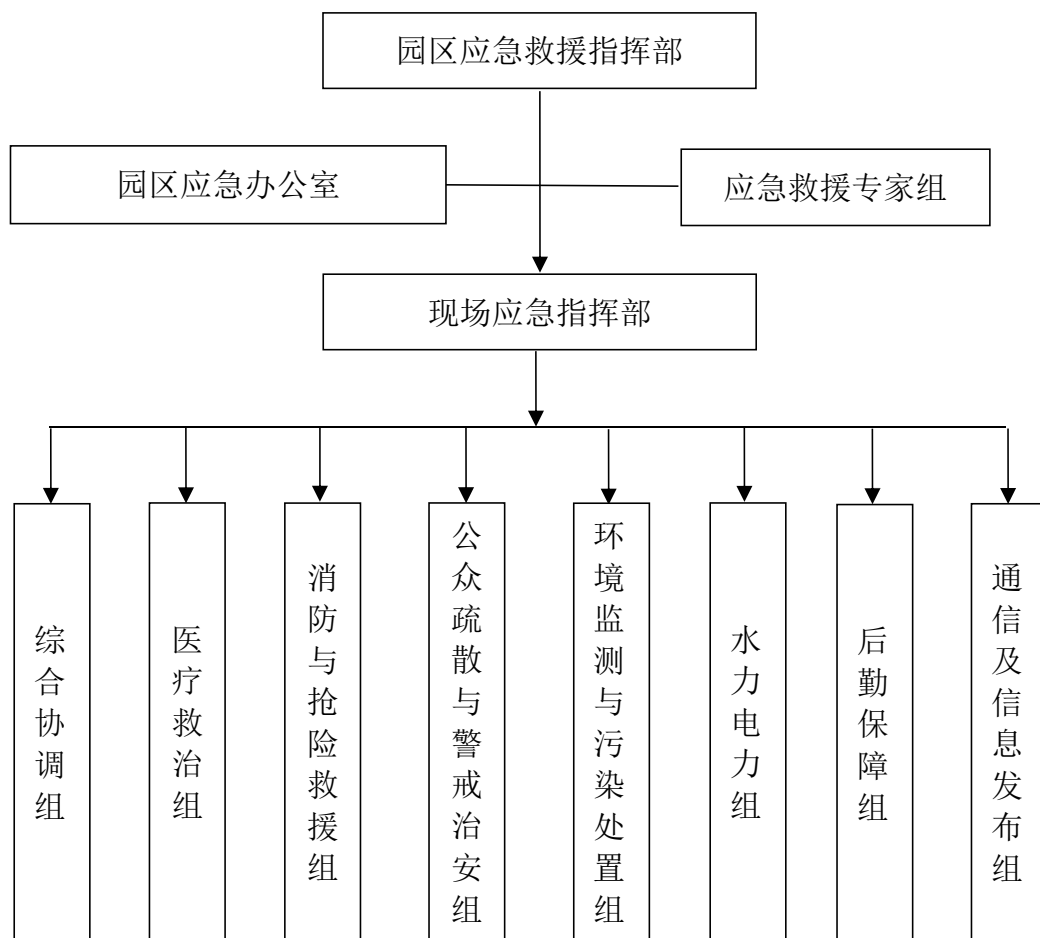 园区应急救援指挥部
园区应急办公室
应急救援专家组
现场应急指挥部
综合协调组
医疗救治组
消防与抢险救援组
公众疏散与警戒治安组
环境监测与污染处置组
水力电力组
后勤保障组
通信及信息发布组